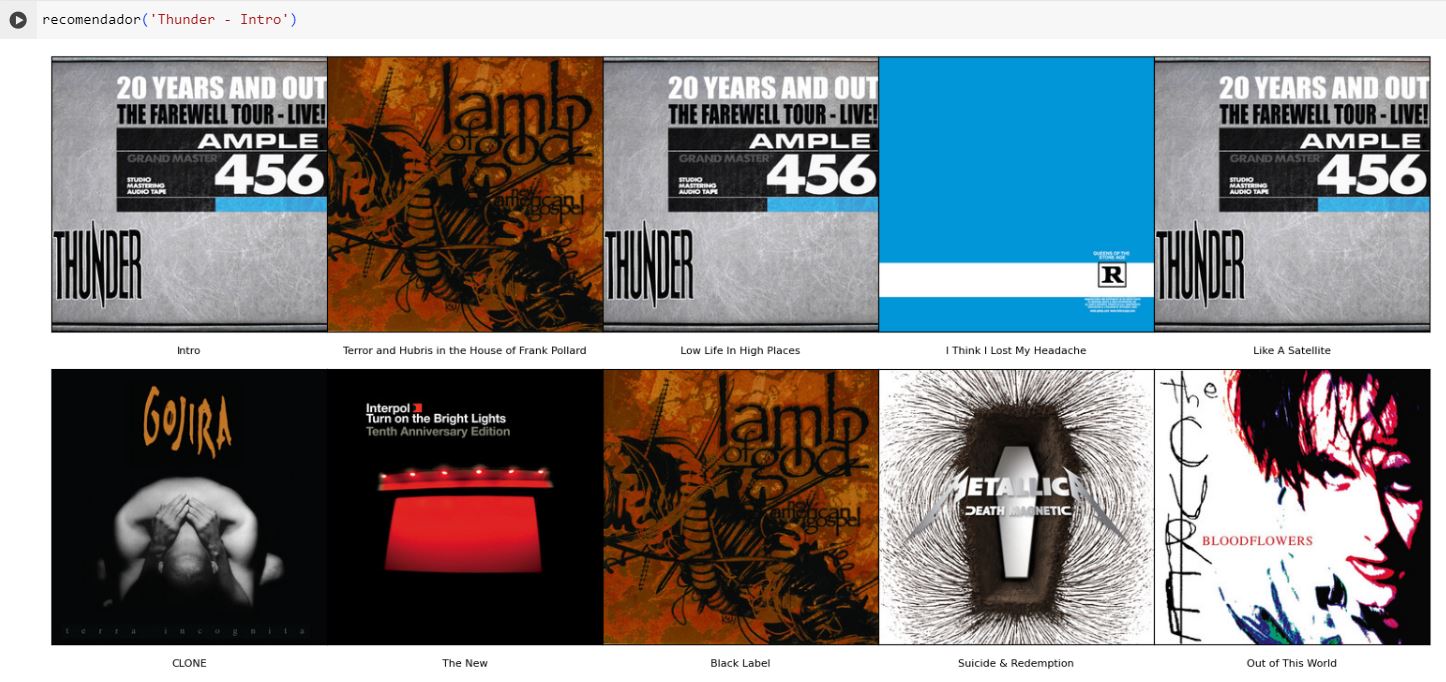 recomendador('Thunder - Intro')
20 YEARS AND OUT
THE FAREWELL TOUR - LIVE!
AMPLE
GRAND MASTER
456
STUDIO
MASTERING
AUDIO TAPE
THUNDER
Intro
lamb
of god
new
american
gospel
Terror and Hubris in the House of Frank Pollard
20 YEARS AND OUT
THE FAREWELL TOUR - LIVE!
AMPLE
GRAND MASTER
456
STUDIO
MASTERING
AUDIO TAPE
THUNDER
Low Life In High Places
QUEENS OF THE
STONE AGE
R
I Think I Lost My Headache
20 YEARS AND OUT
THE FAREWELL TOUR - LIVE!
AMPLE
GRAND MASTER
456
STUDIO
MASTERING
AUDIO TAPE
THUNDER
Like A Satellite
GOJIRA
terra incognita
CLONE
Interpol
Turn on the Bright Lights
Tenth Anniversary Edition
The New
lamb
of god
new
american
gospel
Black Label
METALLICA
DEATH MAGNETIC
Suicide & Redemption
the
CURE
BLOODFLOWERS
Out of This World